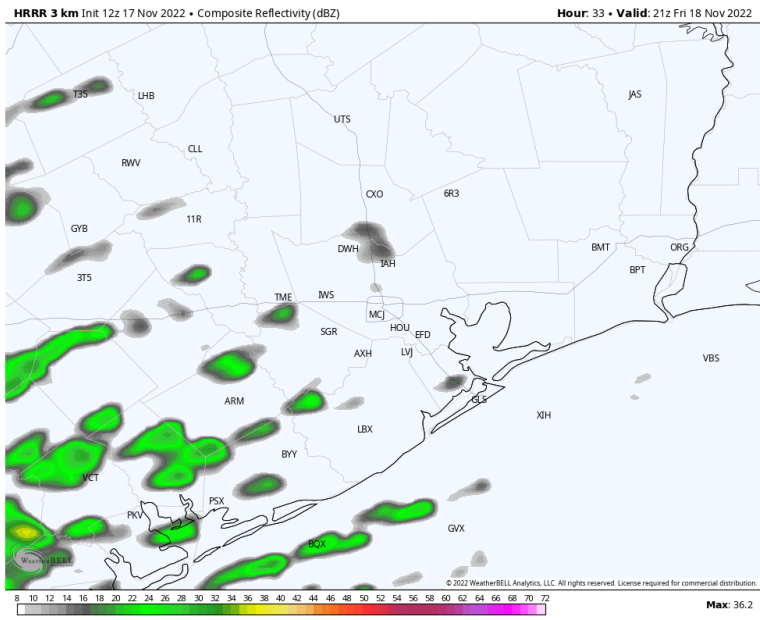 HRRR 3 km Init 12z 17 Nov 2022 • Composite Reflectivity (dBZ)
Hour: 33 • Valid: 21z Fri 18 Nov 2022
T35
LHB
JAS
UTS
CLL
RWV
CXO
6R3
11R
GYB
DWH
IAH
BMT
ORG
BPT
3T5
TME
IWS
MCJ
SGR
HOU
EFD
AXH
LVJ
VBS
ARM
GLS
XIH
LBX
BYY
VCT
PSX
PKV
GVX
BQX
WeatherBELL
© 2022 WeatherBELL Analytics, LLC. All rights reserved. License required for commercial distribution.
8 10 12 14 16 18 20 22 24 26 28 30 32 34 36 38 40 42 44 46 48 50 52 54 56 58 60 62 64 66 68 70 72
Max: 36.2